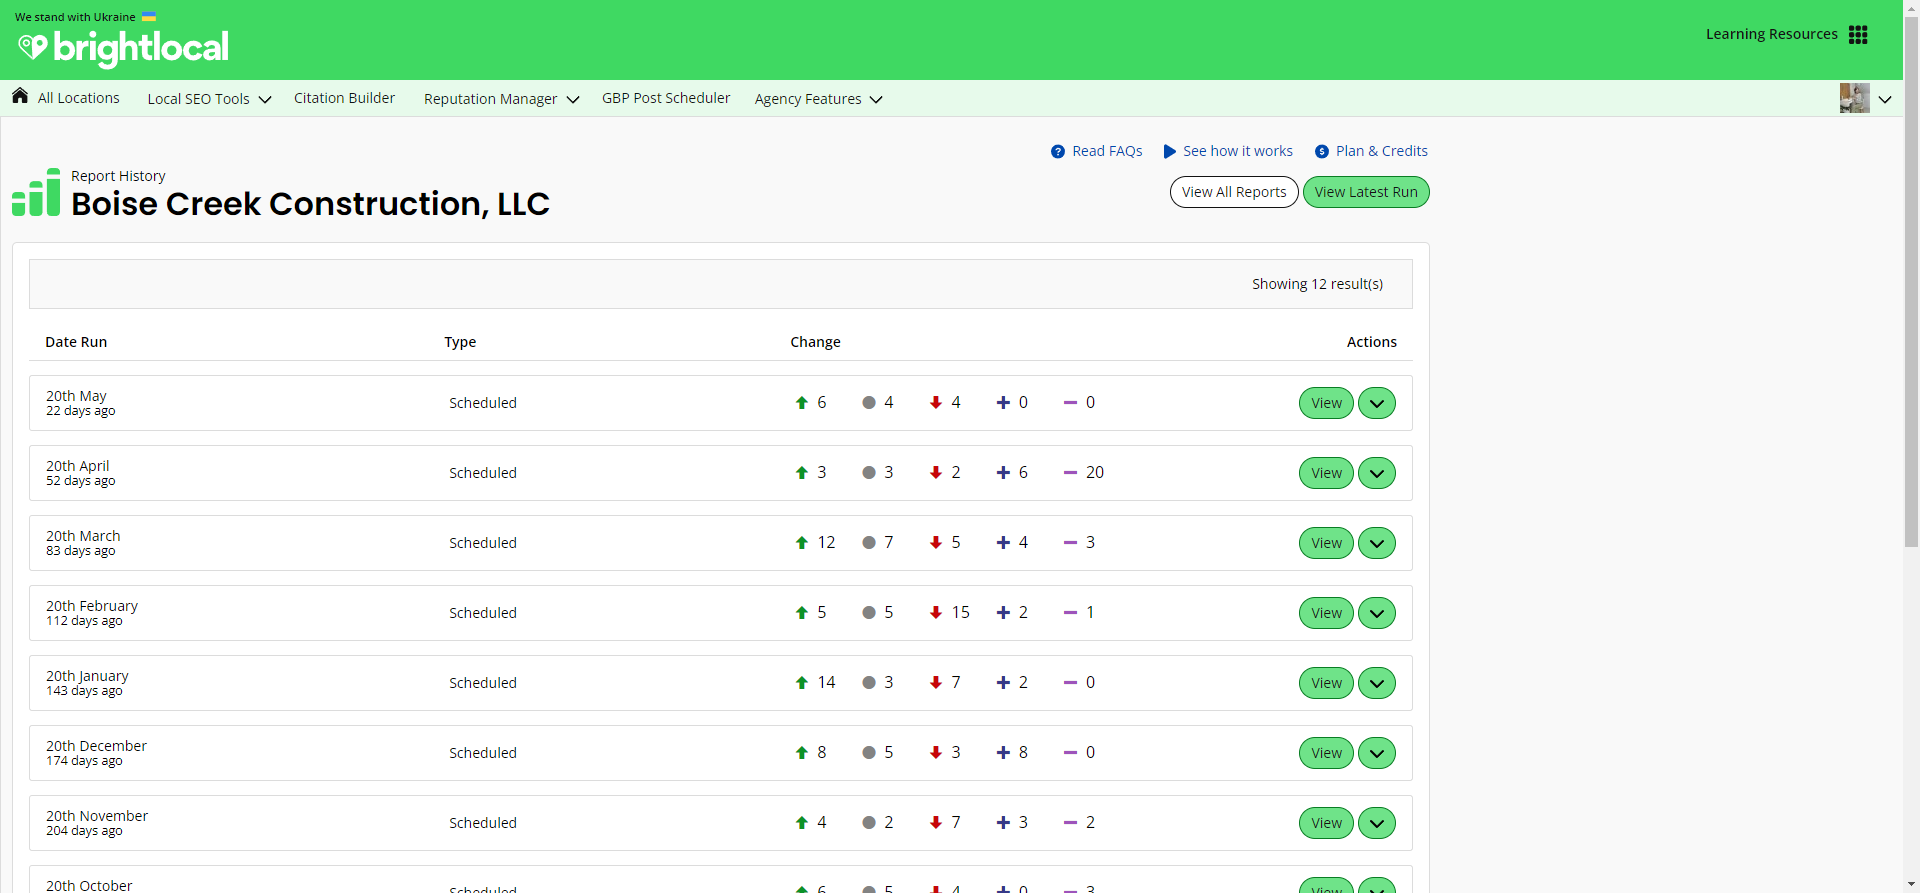 We stand with Ukraine
brightlocal
Learning Resources
All Locations Local SEO Tools Citation Builder Reputation Manager GBP Post Scheduler Agency Features
Read FAQs See how it works Plan & Credits
Report History
Boise Creek Construction, LLC
View All Reports View Latest Run
Showing 12 result(s)
Date Run Type Change Actions
20th May
22 days ago
Scheduled 6 4 4 0 0 View
20th April
52 days ago
Scheduled 3 3 2 6 20 View
20th March
83 days ago
Scheduled 12 7 5 4 3 View
20th February
112 days ago
Scheduled 5 5 15 2 1 View
20th January
143 days ago
Scheduled 14 3 7 2 0 View
20th December
174 days ago
Scheduled 8 5 3 8 0 View
20th November
204 days ago
Scheduled 4 2 7 3 2 View
20th October
Scheduled 6 5 4 0 3 View